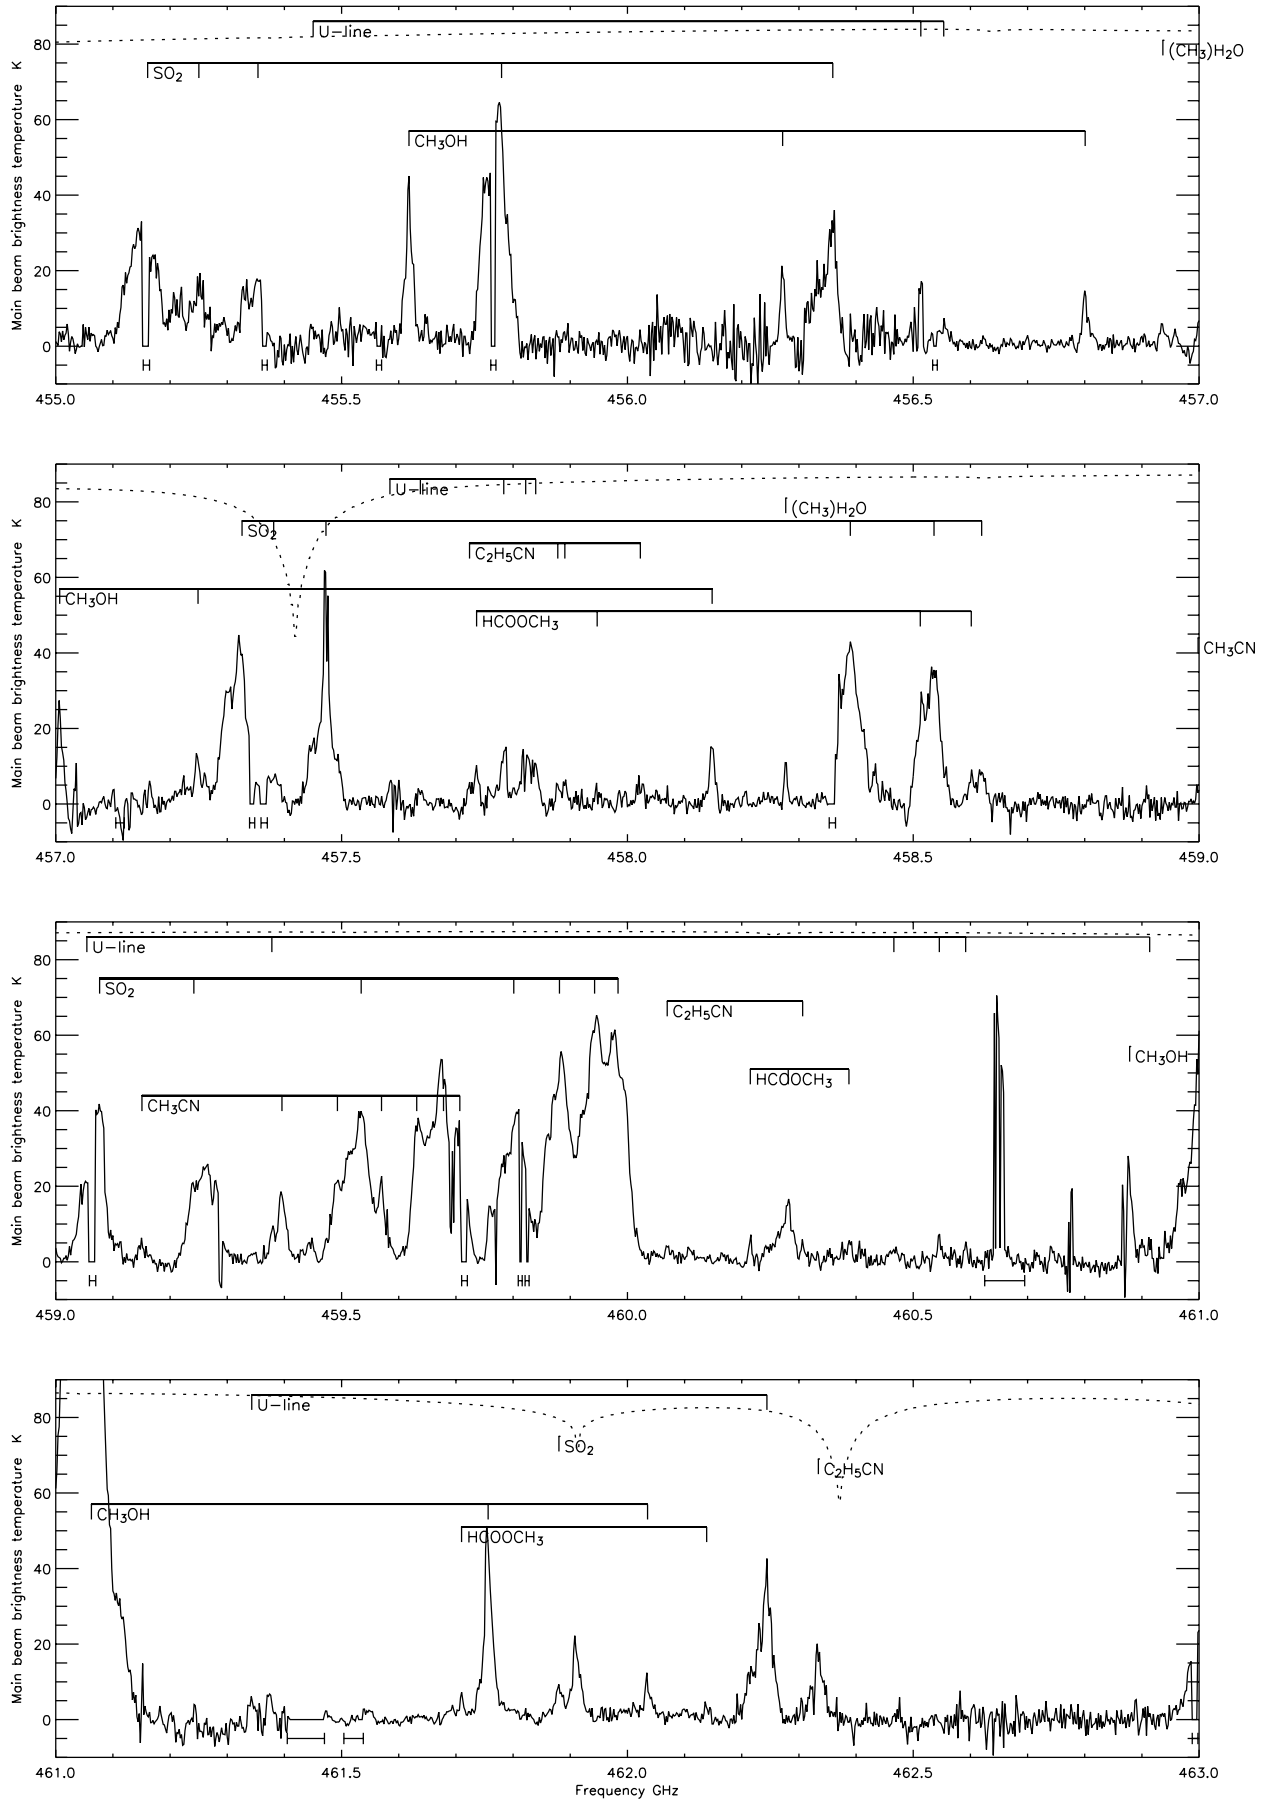 U-line
(CH₃)H₂O
SO₂
CH₃OH
Main beam brightness temperature K
80
60
40
20
0
455.0 455.5 456.0 456.5 457.0
U-line
(CH₃)H₂O
SO₂
C₂H₅CN
CH₃OH
HCOOCH₃
CH₃CN
Main beam brightness temperature K
80
60
40
20
0
457.0 457.5 458.0 458.5 459.0
U-line
SO₂
C₂H₅CN
CH₃OH
HCOOCH₃
CH₃CN
Main beam brightness temperature K
80
60
40
20
0
459.0 459.5 460.0 460.5 461.0
U-line
SO₂
C₂H₅CN
CH₃OH
HCOOCH₃
Main beam brightness temperature K
80
60
40
20
0
461.0 461.5 462.0 462.5 463.0
Frequency GHz